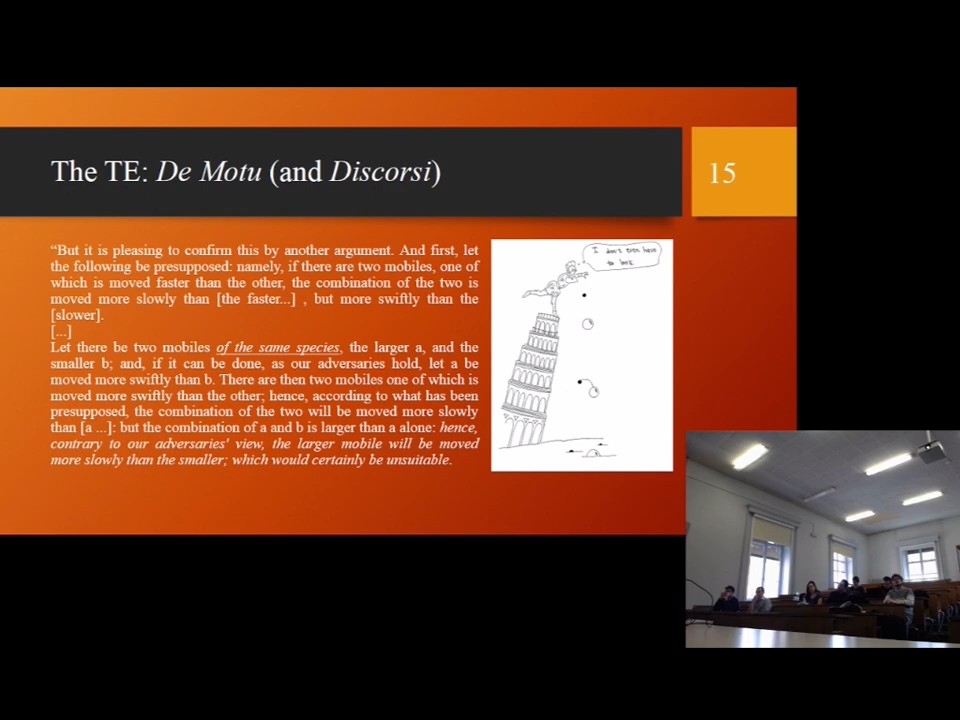 The TE: De Motu (and Discorsi)
15
“But it is pleasing to confirm this by another argument. And first, let
the following be presupposed: namely, if there are two mobiles, one of
which is moved faster than the other, the combination of the two is
moved more slowly than [the faster...] , but more swiftly than the
[slower].
[...]
Let there be two mobiles of the same species, the larger a, and the
smaller b; and, if it can be done, as our adversaries hold, let a be
moved more swiftly than b. There are then two mobiles one of which is
moved more swiftly than the other; hence, according to what has been
presupposed, the combination of the two will be moved more slowly
than [a ...]: but the combination of a and b is larger than a alone: hence,
contrary to our adversaries' view, the larger mobile will be moved
more slowly than the smaller; which would certainly be unsuitable.
I don't even have
to look